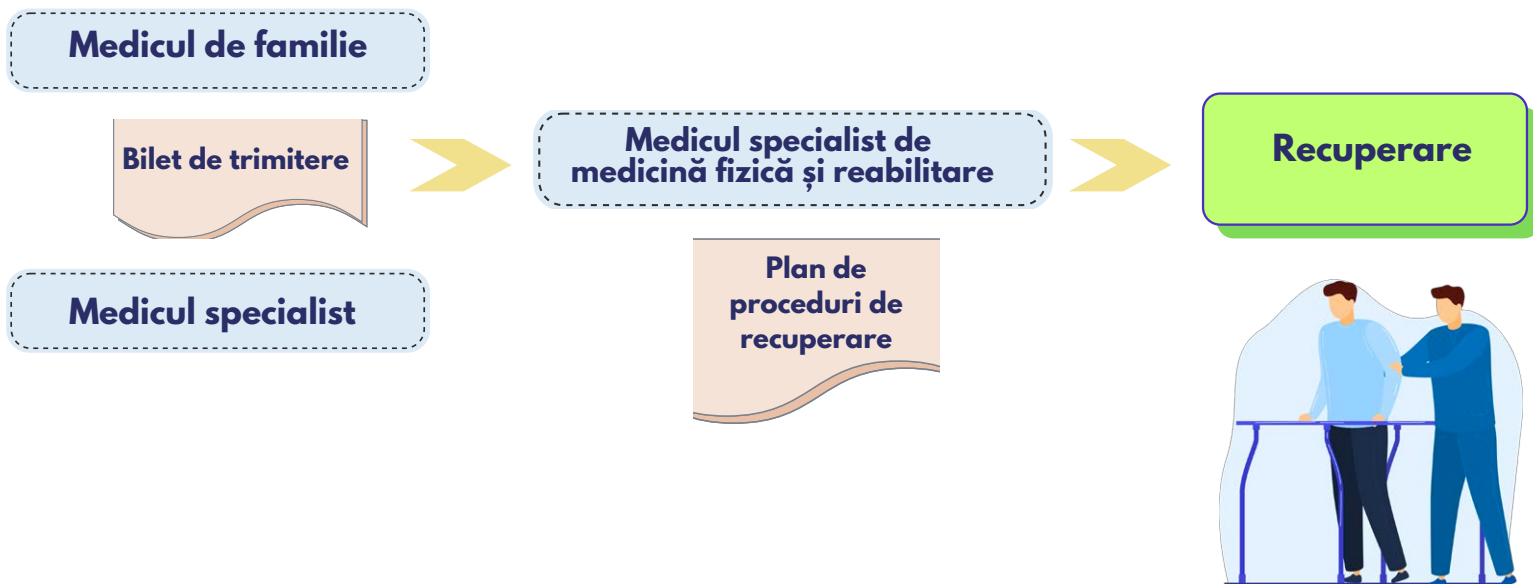 Medicul de familie
Bilet de trimitere
Medicul specialist
Medicul specialist de
medicină fizică și reabilitare
Plan de
proceduri de
recuperare
Recuperare